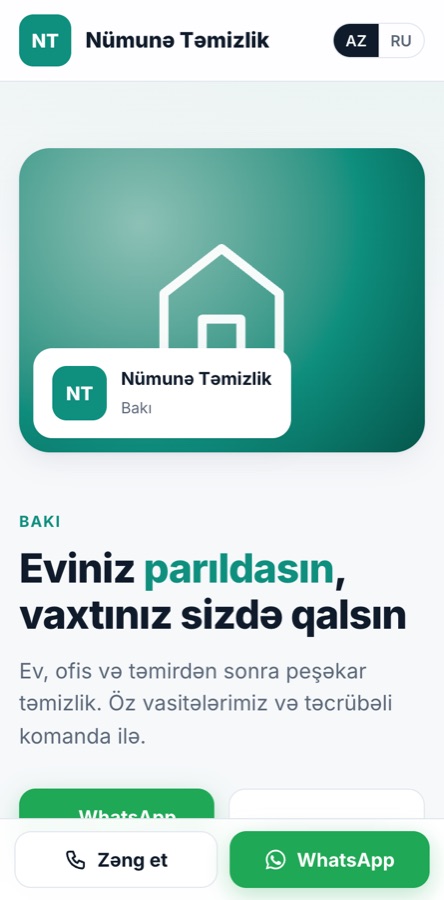 NT Nümunə Təmizlik AZ RU
NT Nümunə Təmizlik
Bakı
BAKI
Eviniz parıldasın,
vaxtınız sizdə qalsın
Ev, ofis və təmirdən sonra peşəkar
təmizlik. Öz vasitələrimiz və təcrübəli
komanda ilə.
WhatsApp
Zəng et WhatsApp